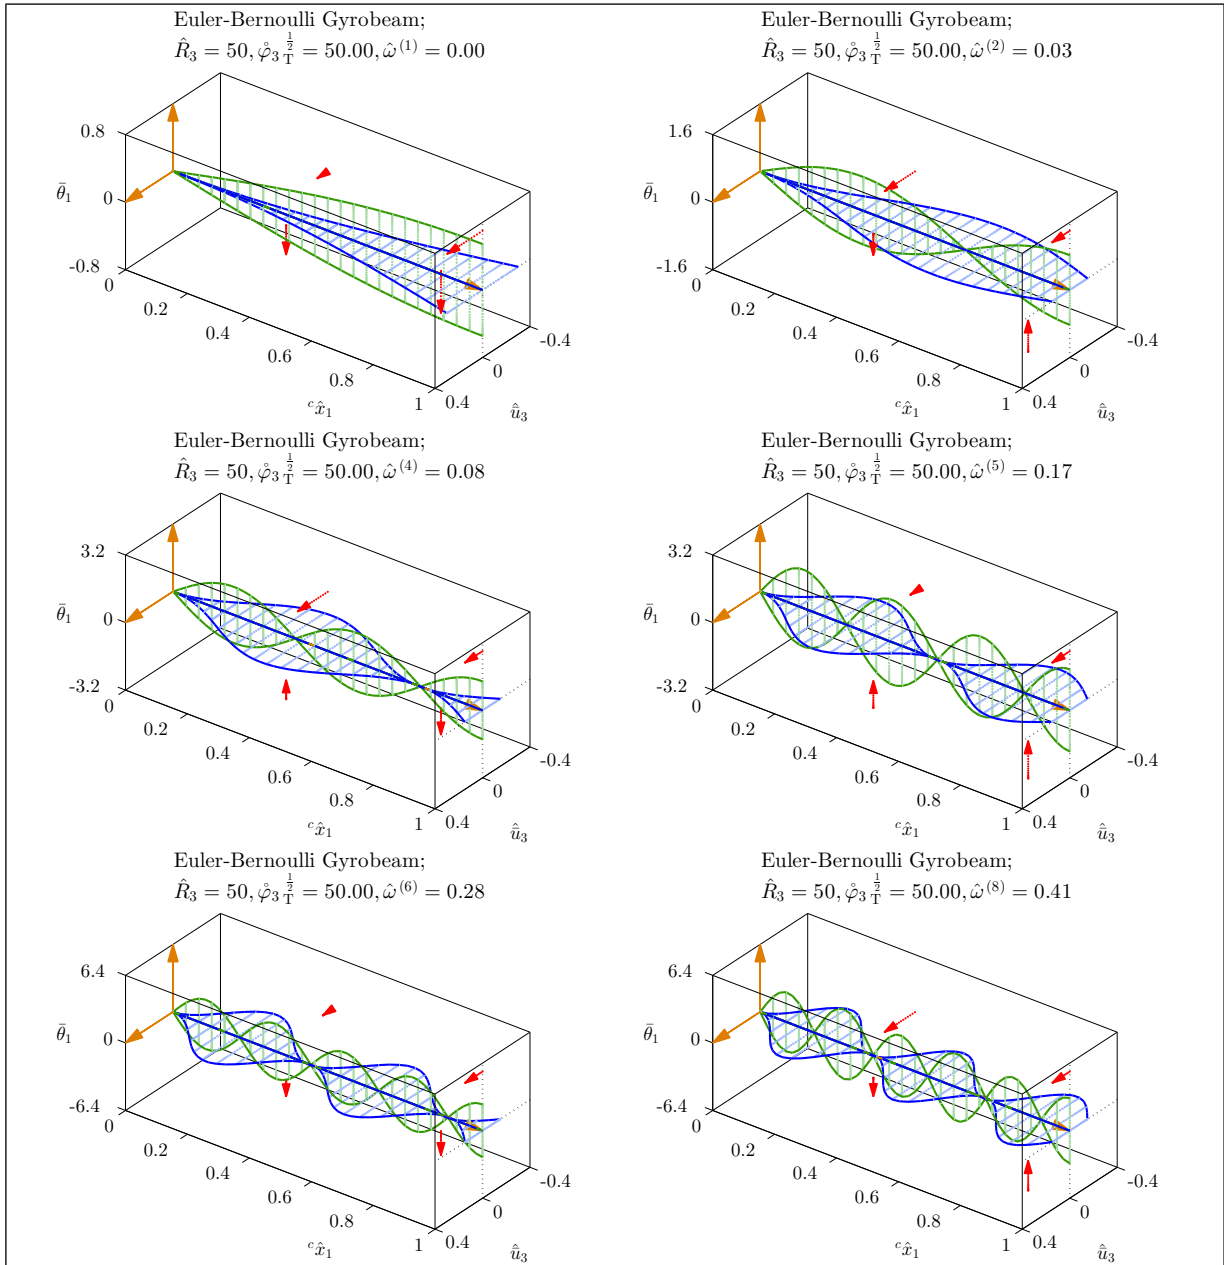 Euler-Bernoulli Gyrobeam;
R̂₃ = 50, φ̊₃ T^(1/2) = 50.00, ω̂⁽¹⁾ = 0.00
0.8
θ̄₁
0
-0.8
0
0.2
0.4
0.6
0.8
1
ᶜx̂₁
0.4
0
-0.4
ū̂₃
Euler-Bernoulli Gyrobeam;
R̂₃ = 50, φ̊₃ T^(1/2) = 50.00, ω̂⁽²⁾ = 0.03
1.6
θ̄₁
0
-1.6
0
0.2
0.4
0.6
0.8
1
ᶜx̂₁
0.4
0
-0.4
ū̂₃
Euler-Bernoulli Gyrobeam;
R̂₃ = 50, φ̊₃ T^(1/2) = 50.00, ω̂⁽⁴⁾ = 0.08
3.2
θ̄₁
0
-3.2
0
0.2
0.4
0.6
0.8
1
ᶜx̂₁
0.4
0
-0.4
ū̂₃
Euler-Bernoulli Gyrobeam;
R̂₃ = 50, φ̊₃ T^(1/2) = 50.00, ω̂⁽⁵⁾ = 0.17
3.2
θ̄₁
0
-3.2
0
0.2
0.4
0.6
0.8
1
ᶜx̂₁
0.4
0
-0.4
ū̂₃
Euler-Bernoulli Gyrobeam;
R̂₃ = 50, φ̊₃ T^(1/2) = 50.00, ω̂⁽⁶⁾ = 0.28
6.4
θ̄₁
0
-6.4
0
0.2
0.4
0.6
0.8
1
ᶜx̂₁
0.4
0
-0.4
ū̂₃
Euler-Bernoulli Gyrobeam;
R̂₃ = 50, φ̊₃ T^(1/2) = 50.00, ω̂⁽⁸⁾ = 0.41
6.4
θ̄₁
0
-6.4
0
0.2
0.4
0.6
0.8
1
ᶜx̂₁
0.4
0
-0.4
ū̂₃